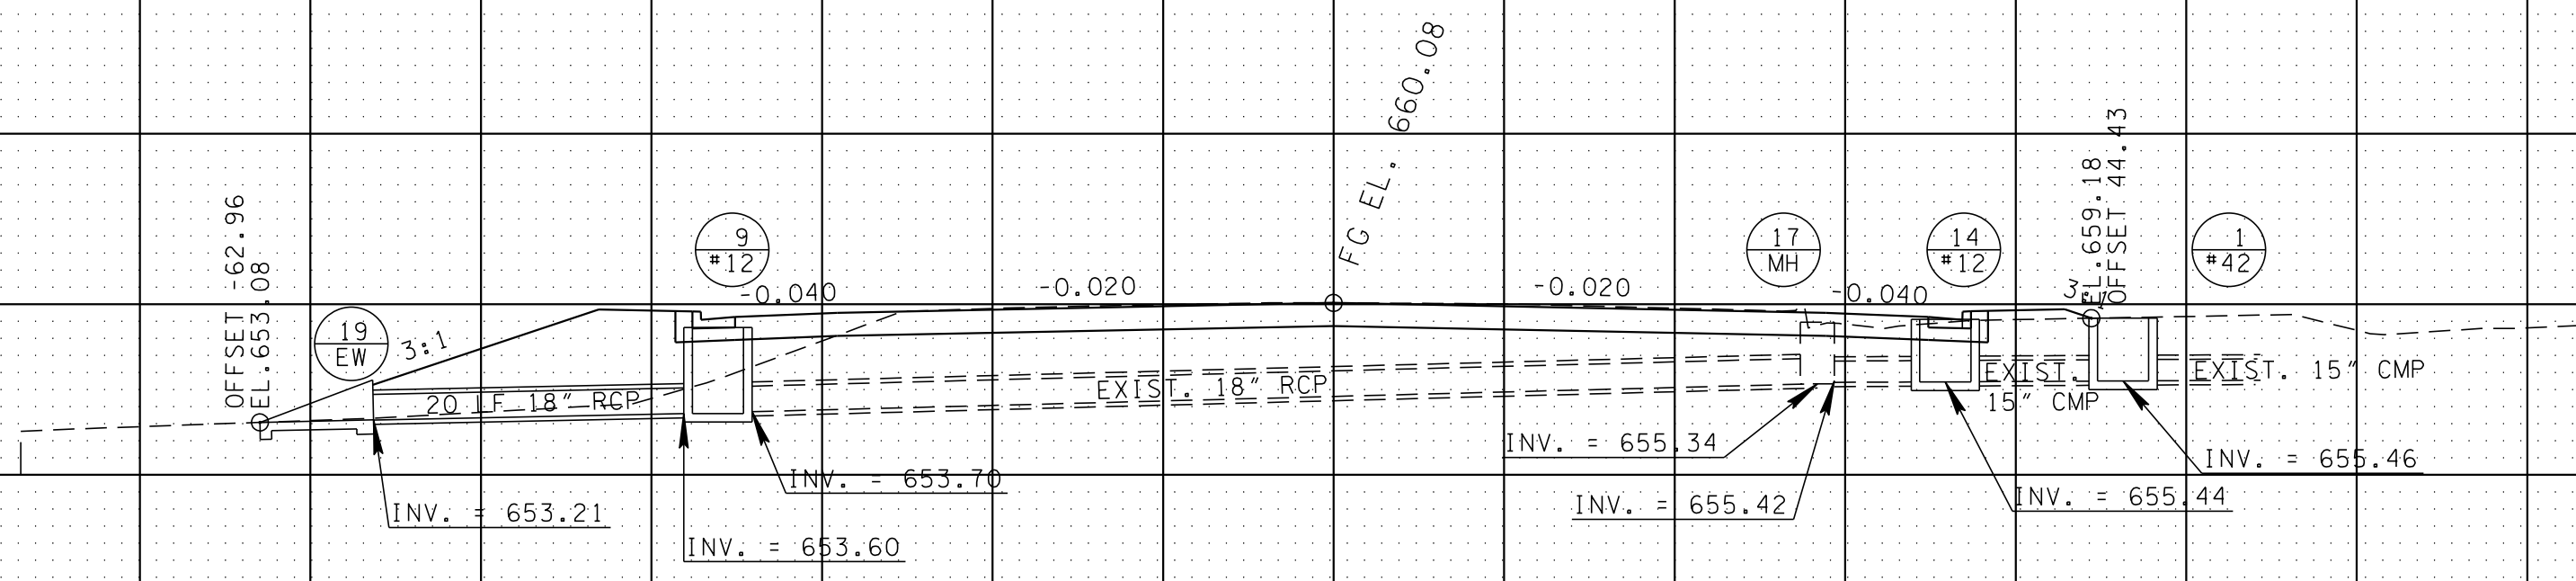 OFFSET -62.96
EL.653.08
19
EW
3:1
20 LF 18" RCP
9
#12
-0.040
-0.020
FG EL. 660.08
-0.020
17
MH
-0.040
14
#12
3:1
EL.659.18
OFFSET 44.43
1
#42
EXIST. 18" RCP
EXIST.
15" CMP
EXIST. 15" CMP
INV. = 653.21
INV. = 653.60
INV. = 653.70
INV. = 655.34
INV. = 655.42
INV. = 655.44
INV. = 655.46